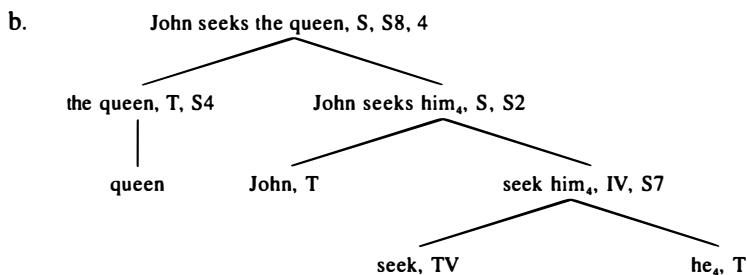 b. John seeks the queen, S, S8, 4
the queen, T, S4 John seeks him₄, S, S2
queen John, T seek him₄, IV, S7
seek, TV he₄, T